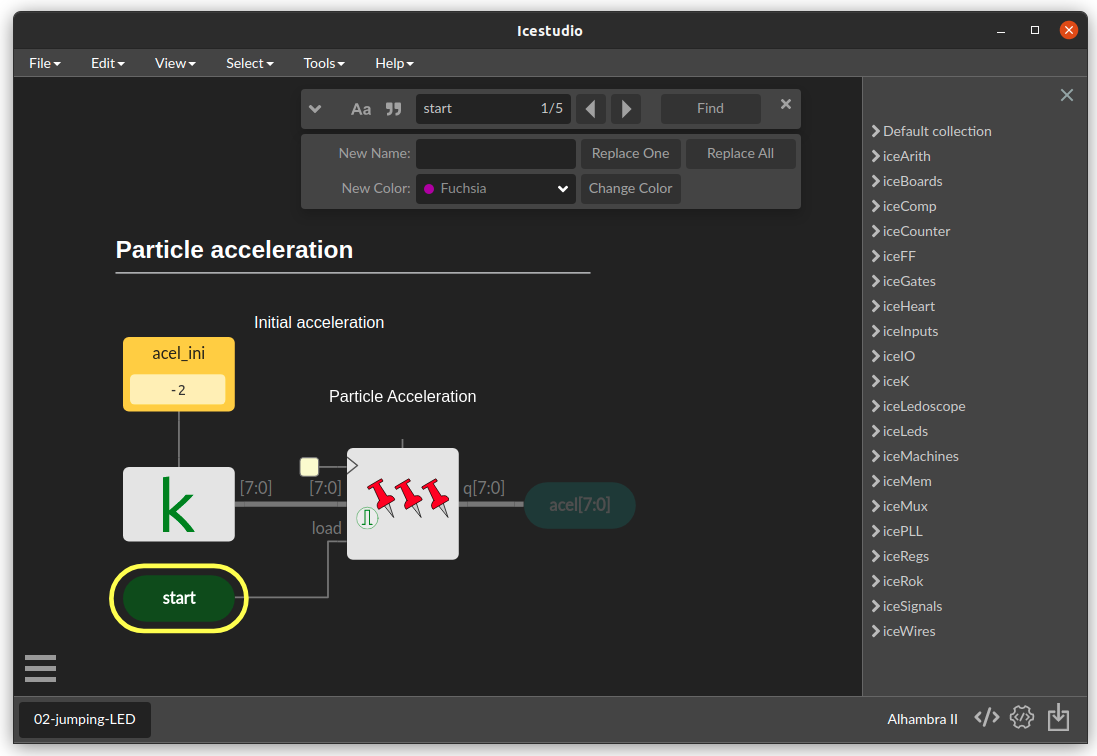 Icestudio
File Edit View Select Tools Help
Aa start 1/5 Find
New Name: Replace One Replace All
New Color: Fuchsia Change Color
Particle acceleration
Initial acceleration
acel_ini
-2
Particle Acceleration
k
[7:0] [7:0] q[7:0]
acel[7:0]
load
start
Default collection
iceArith
iceBoards
iceComp
iceCounter
iceFF
iceGates
iceHeart
iceInputs
iceIO
iceK
iceLedoscope
iceLeds
iceMachines
iceMem
iceMux
icePLL
iceRegs
iceRok
iceSignals
iceWires
02-jumping-LED
Alhambra II